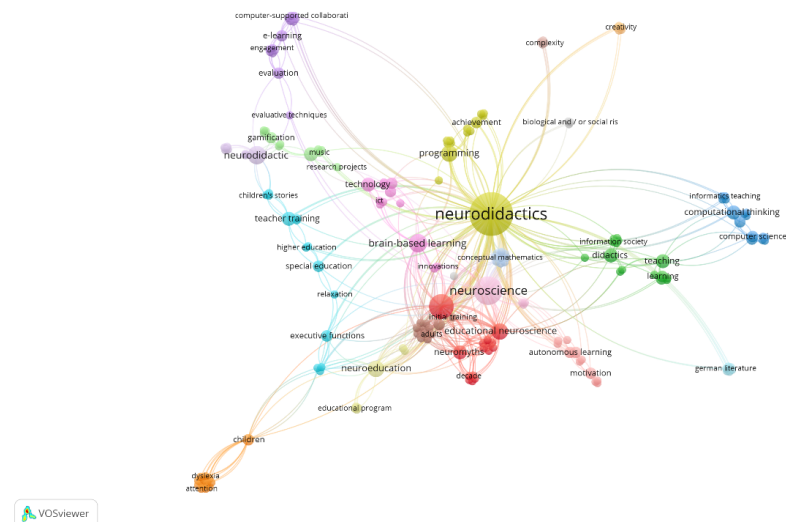 computer-supported collaborati
e-learning
engagement
creativity
complexity
evaluation
evaluative techniques
achievement
biological and / or social ris
gamification
neurodidactic
music
programming
research projects
technology
children's stories
ict
informatics teaching
teacher training
neurodidactics
computational thinking
brain-based learning
information society
computer science
higher education
conceptual mathematics
didactics
teaching
special education
innovations
learning
relaxation
neuroscience
initial training
executive functions
adults
educational neuroscience
neuromyths
autonomous learning
neuroeducation
decade
motivation
german literature
educational program
children
dyslexia
attention
VOSviewer